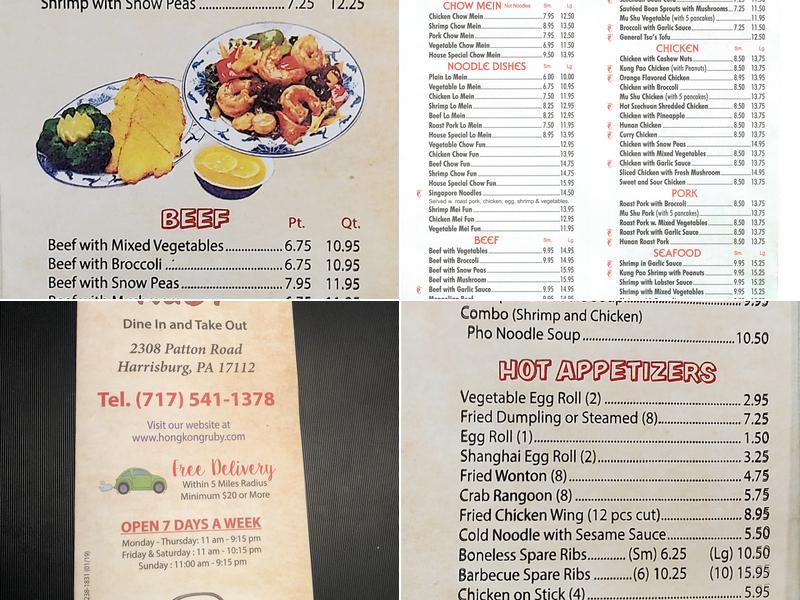 Shrimp with Snow Peas 7.25 12.25
BEEF Pt. Qt.
Beef with Mixed Vegetables 6.75 10.95
Beef with Broccoli 6.75 10.95
Beef with Snow Peas 7.95 11.95
CHOW MEIN Not Noodles Sm. Lg
Chicken Chow Mein 7.95 12.50
Shrimp Chow Mein 8.95 13.50
Pork Chow Mein 7.95 12.50
Vegetable Chow Mein 6.95 11.50
House Special Chow Mein 9.50 13.95
NOODLE DISHES Sm. Lg
Plain Lo Mein 6.00 10.00
Vegetable Lo Mein 6.75 10.95
Chicken Lo Mein 7.50 11.95
Shrimp Lo Mein 8.25 12.95
Beef Lo Mein 8.25 12.95
Roast Pork Lo Mein 7.50 11.95
House Special Lo Mein 8.95 13.95
Vegetable Chow Fun 12.95
Chicken Chow Fun 13.95
Beef Chow Fun 14.75
Shrimp Chow Fun 14.75
House Special Chow Fun 15.95
Singapore Noodles 14.50
Served w. roast pork, chicken, egg, shrimp & vegetables.
Shrimp Mei Fun 13.95
Chicken Mei Fun 12.95
Vegetable Mei Fun 11.95
BEEF Sm. Lg
Beef with Vegetables 9.95 14.95
Beef with Broccoli 9.95 14.95
Beef with Snow Peas 15.95
Beef with Mushroom 15.95
Beef with Garlic Sauce 9.95 14.95
Sautéed Bean Sprouts with Mushrooms 7.25 11.50
Mu Shu Vegetable (with 5 pancakes) 11.95
Broccoli with Garlic Sauce 7.25 11.50
General Tso's Tofu 12.50
CHICKEN Sm. Lg
Chicken with Cashew Nuts 8.50 13.75
Kung Pao Chicken (with Peanuts) 8.50 13.75
Orange Flavored Chicken 8.95 13.95
Chicken with Broccoli 8.50 13.75
Mu Shu Chicken (with 5 pancakes) 13.75
Hot Szechuan Shredded Chicken 8.50 13.75
Chicken with Pineapple 8.50 13.75
Hunan Chicken 8.50 13.75
Curry Chicken 8.50 13.75
Chicken with Snow Peas 14.95
Chicken with Mixed Vegetables 8.50 13.75
Chicken with Garlic Sauce 8.50 13.75
Sliced Chicken with Fresh Mushroom 14.95
Sweet and Sour Chicken 8.50 13.75
PORK
Roast Pork with Broccoli 8.50 13.75
Mu Shu Pork (with 5 pancakes) 13.75
Roast Pork w. Mixed Vegetables 8.50 13.75
Roast Pork with Garlic Sauce 8.50 13.75
Hunan Roast Pork 8.50 13.75
SEAFOOD Sm. Lg
Shrimp in Garlic Sauce 9.95 15.25
Kung Pao Shrimp with Peanuts 9.95 15.25
Shrimp with Lobster Sauce 9.95 15.25
Shrimp with Mixed Vegetables 9.95 15.25
Dine In and Take Out
2308 Patton Road
Harrisburg, PA 17112
Tel. (717) 541-1378
Visit our website at
www.hongkongruby.com
Free Delivery
Within 5 Miles Radius
Minimum $20 or More
OPEN 7 DAYS A WEEK
Monday - Thursday: 11 am - 9:15 pm
Friday & Saturday : 11 am - 10:15 pm
Sunday : 11:00 am - 9:15 pm
238-1831 (01/19)
Combo (Shrimp and Chicken)
Pho Noodle Soup 10.50
HOT APPETIZERS
Vegetable Egg Roll (2) 2.95
Fried Dumpling or Steamed (8) 7.25
Egg Roll (1) 1.50
Shanghai Egg Roll (2) 3.25
Fried Wonton (8) 4.75
Crab Rangoon (8) 5.75
Fried Chicken Wing (12 pcs cut) 8.95
Cold Noodle with Sesame Sauce 5.50
Boneless Spare Ribs (Sm) 6.25 (Lg) 10.50
Barbecue Spare Ribs (6) 10.25 (10) 15.95
Chicken on Stick (4) 5.95